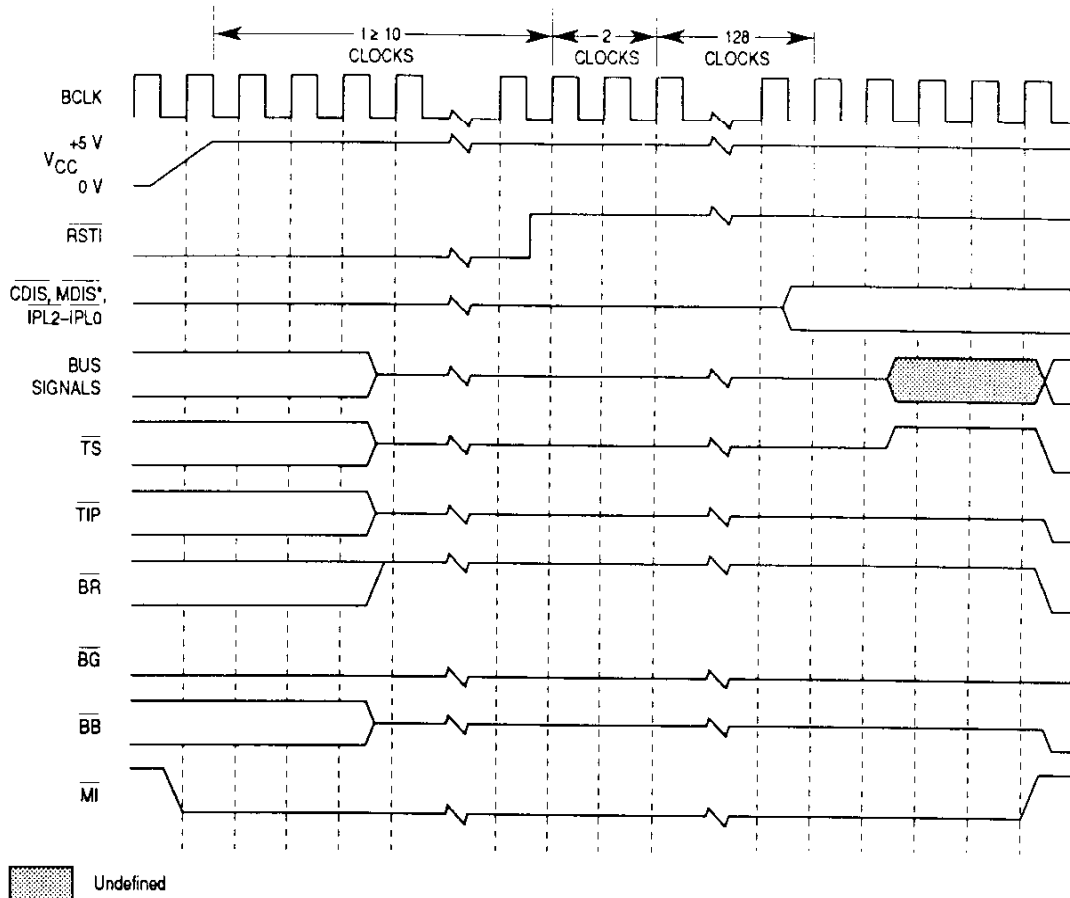 t ≥ 10
CLOCKS
2
CLOCKS
128
CLOCKS
BCLK
+5 V
VCC
0 V
RSTI
CDIS, MDIS*,
IPL2–IPL0
BUS
SIGNALS
TS
TIP
BR
BG
BB
MI
Undefined